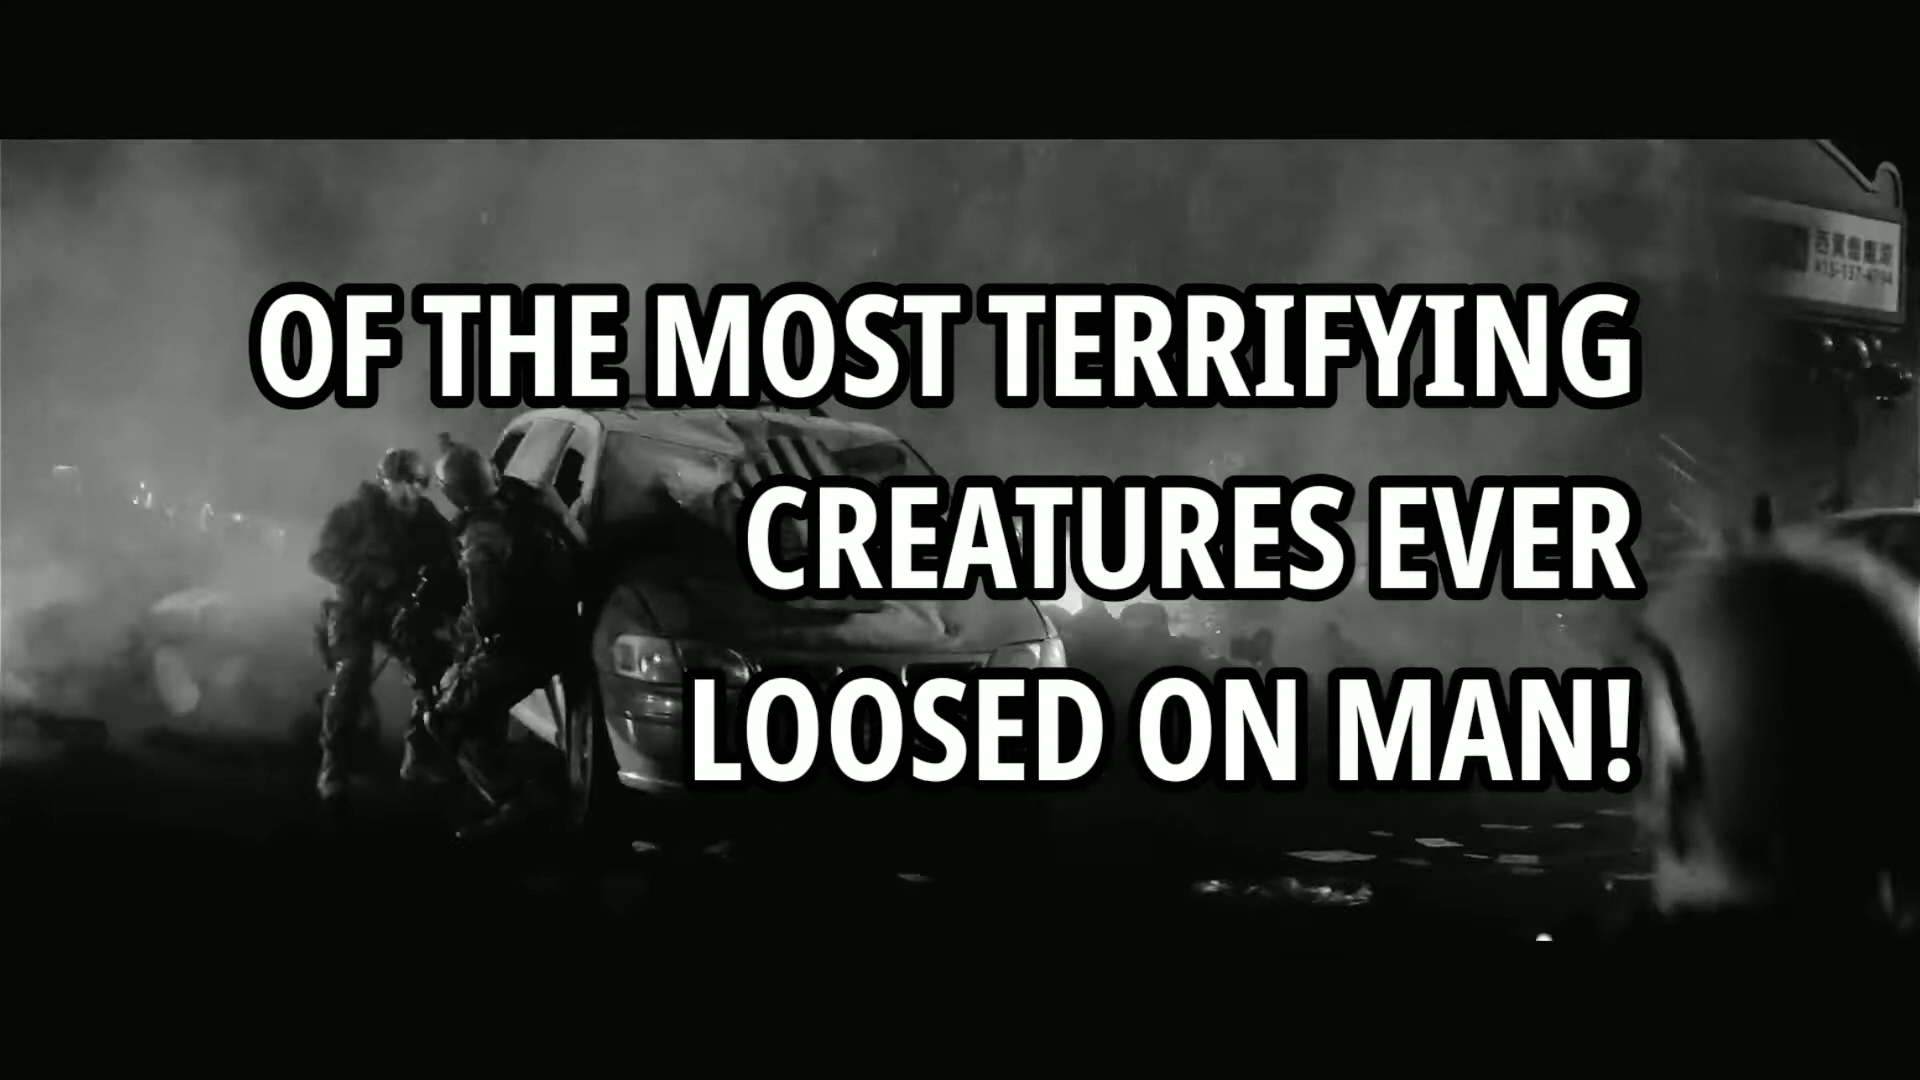 OF THE MOST TERRIFYING
CREATURES EVER
LOOSED ON MAN!